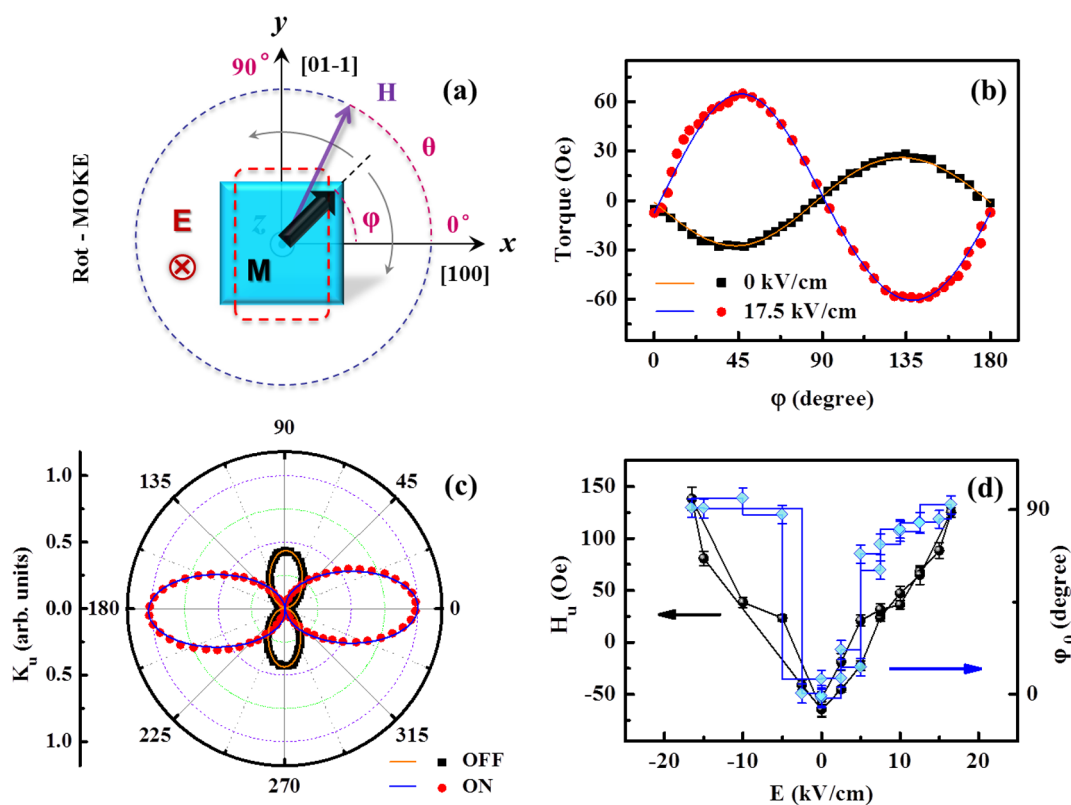 y
90°
[01-1]
H
(a)
θ
Rot - MOKE
E
z
φ
0°
x
M
[100]
(b)
Torque (Oe)
60
30
0
-30
-60
0 kV/cm
17.5 kV/cm
0
45
90
135
180
φ (degree)
(c)
90
135
45
180
0
225
315
270
K_u (arb. units)
1.0
0.5
0.0
0.5
1.0
OFF
ON
(d)
H_u (Oe)
150
100
50
0
-50
90
0
φ_0 (degree)
-20
-10
0
10
20
E (kV/cm)